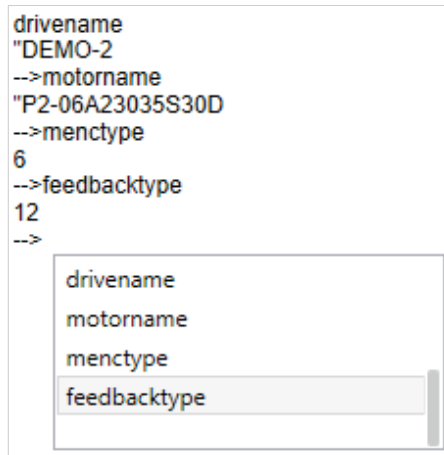 drivename
"DEMO-2
-->motorname
"P2-06A23035S30D
-->menctype
6
-->feedbacktype
12
-->
drivename
motorname
menctype
feedbacktype